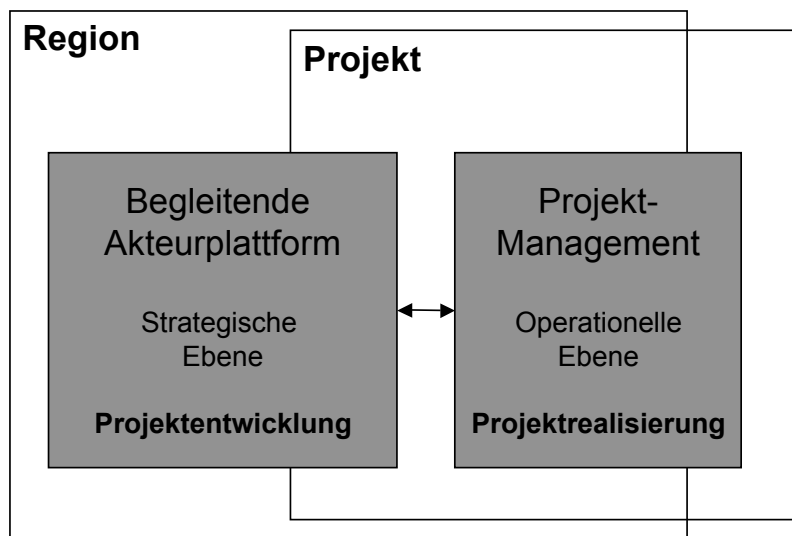 Region
Projekt
Begleitende
Akteurplattform
Strategische
Ebene
Projektentwicklung
Projekt-
Management
Operationelle
Ebene
Projektrealisierung